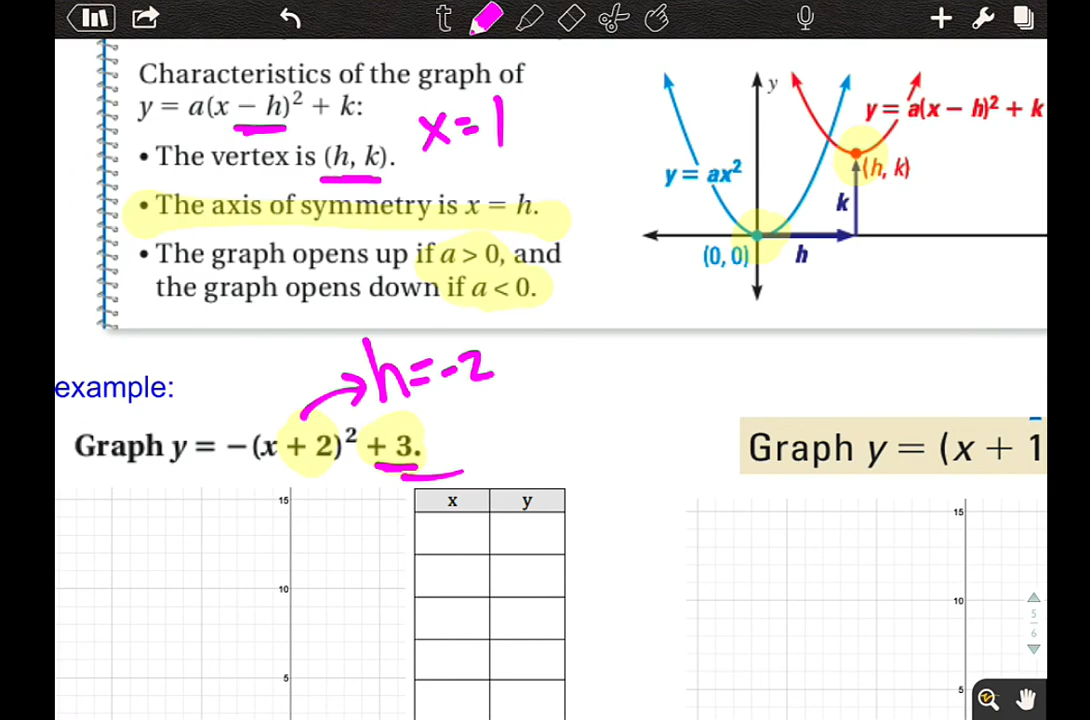 t
Characteristics of the graph of
y = a(x − h)² + k:
x=1
• The vertex is (h, k).
• The axis of symmetry is x = h.
• The graph opens up if a > 0, and
the graph opens down if a < 0.
y
y = a(x − h)² + k
y = ax²
(h, k)
k
(0, 0)
h
h=-2
example:
Graph y = −(x + 2)² + 3.
15
10
5
x y
Graph y = (x + 1
15
10
5
5
6